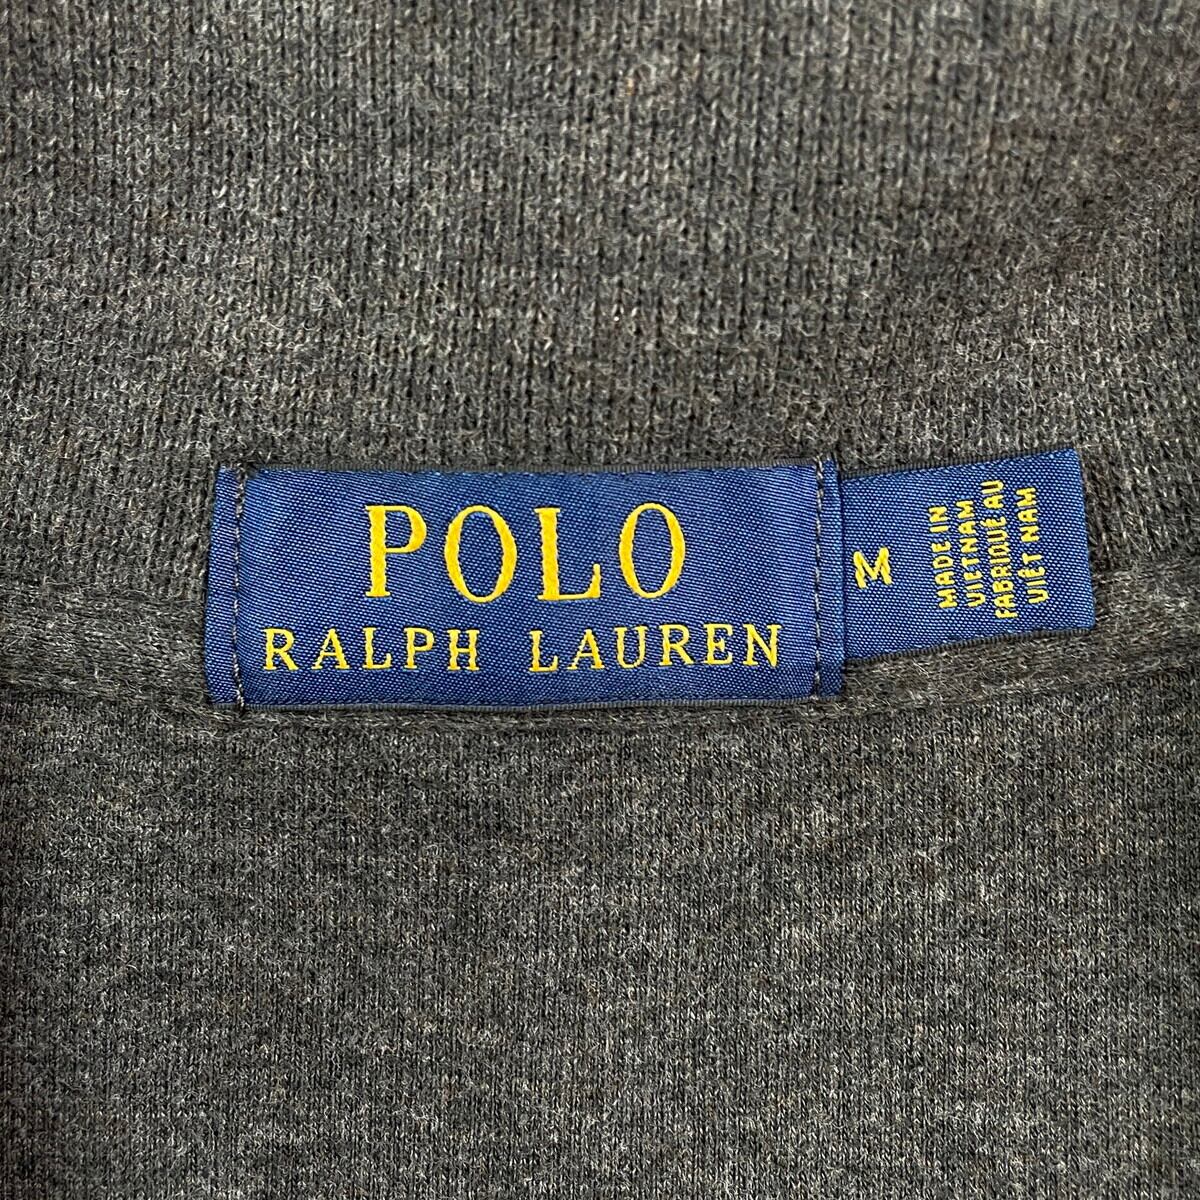 POLO
RALPH LAUREN
M
MADE IN
VIETNAM
FABRIQUÉ AU
VIÊT NAM